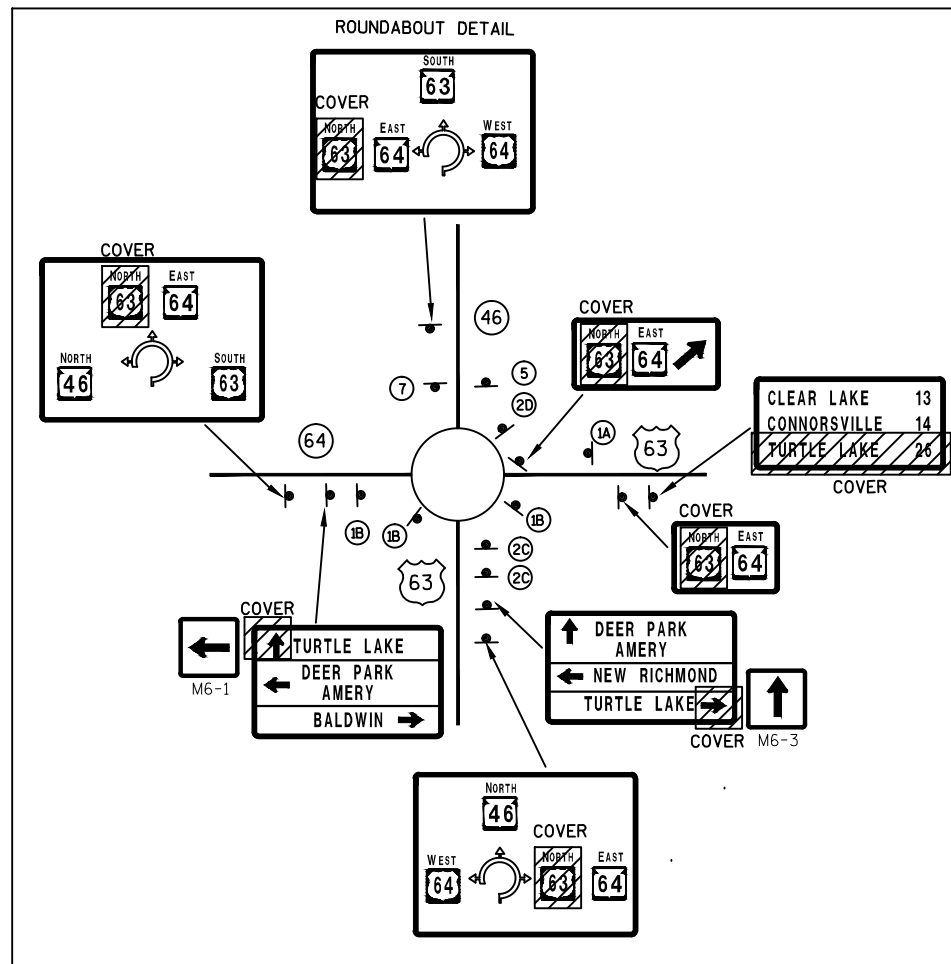 ROUNDABOUT DETAIL
SOUTH
63
COVER
NORTH
63
EAST
64
WEST
64
COVER
NORTH
63
EAST
64
NORTH
46
SOUTH
63
46
COVER
NORTH
63
EAST
64
7
5
2D
1A
63
64
CLEAR LAKE 13
CONNORSVILLE 14
TURTLE LAKE 26
COVER
1B
1B
1B
COVER
NORTH
63
EAST
64
2C
2C
63
COVER
M6-1
TURTLE LAKE
DEER PARK
AMERY
BALDWIN
DEER PARK
AMERY
NEW RICHMOND
TURTLE LAKE
COVER
M6-3
NORTH
46
COVER
WEST
64
NORTH
63
EAST
64